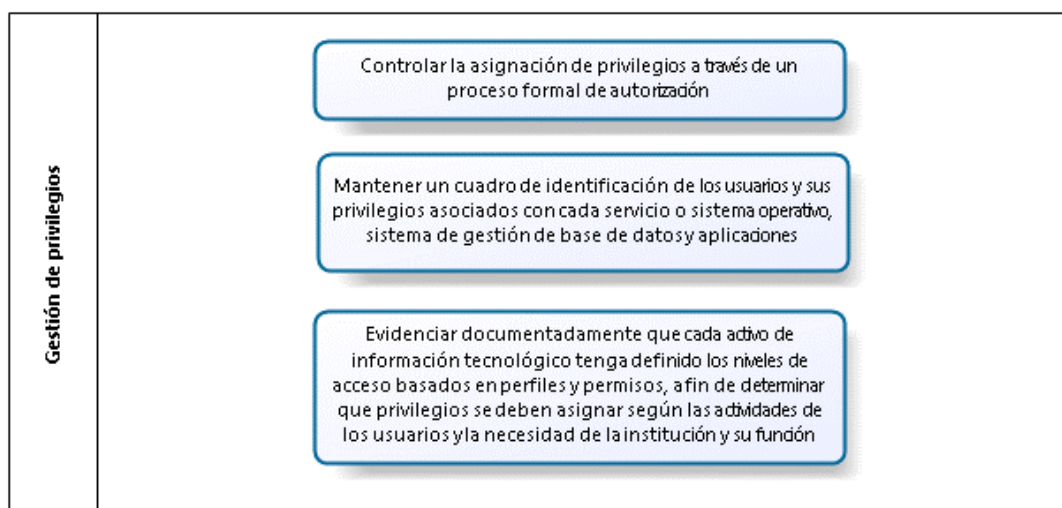 Gestión de privilegios
Controlar la asignación de privilegios a través de un
proceso formal de autorización
Mantener un cuadro de identificación de los usuarios y sus
privilegios asociados con cada servicio o sistema operativo,
sistema de gestión de base de datos y aplicaciones
Evidenciar documentadamente que cada activo de
información tecnológico tenga definido los niveles de
acceso basados en perfiles y permisos, a fin de determinar
que privilegios se deben asignar según las actividades de
los usuarios y la necesidad de la institución y su función